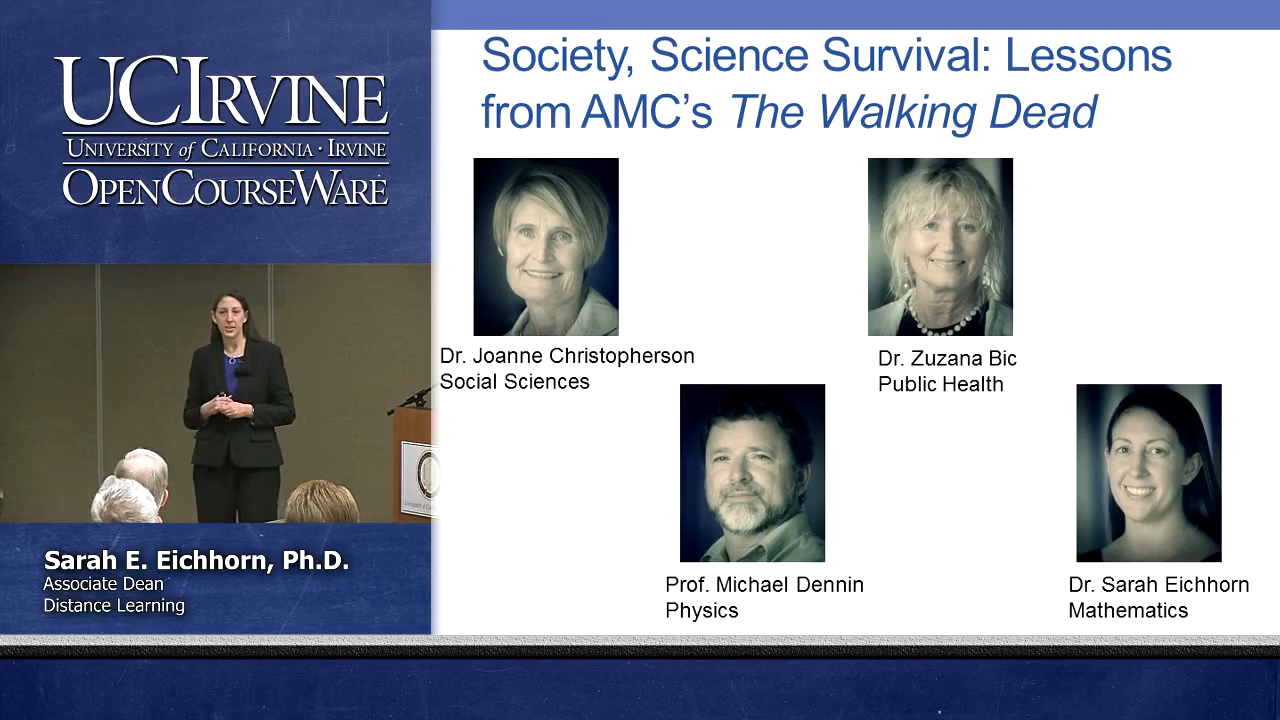 UCIRVINE
UNIVERSITY of CALIFORNIA · IRVINE
OPENCOURSEWARE
Society, Science Survival: Lessons
from AMC’s The Walking Dead
Dr. Joanne Christopherson
Social Sciences
Dr. Zuzana Bic
Public Health
Prof. Michael Dennin
Physics
Dr. Sarah Eichhorn
Mathematics
Sarah E. Eichhorn, Ph.D.
Associate Dean
Distance Learning